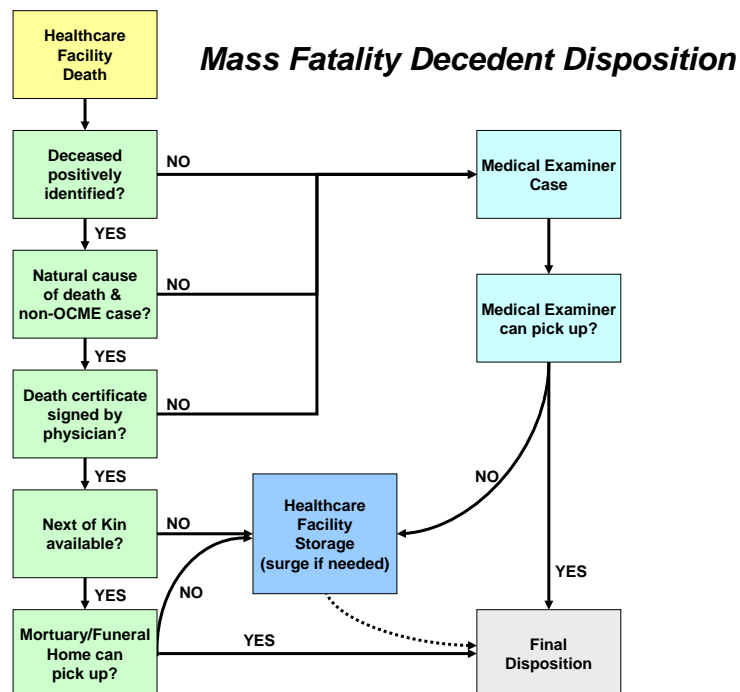 Healthcare
Facility
Death
Mass Fatality Decedent Disposition
Deceased
positively
identified?
NO
Medical Examiner
Case
YES
Natural cause
of death &
non-OCME case?
NO
Medical Examiner
can pick up?
YES
Death certificate
signed by
physician?
NO
YES
Next of Kin
available?
NO
Healthcare
Facility
Storage
(surge if needed)
NO
YES
YES
NO
Mortuary/Funeral
Home can
pick up?
YES
Final
Disposition